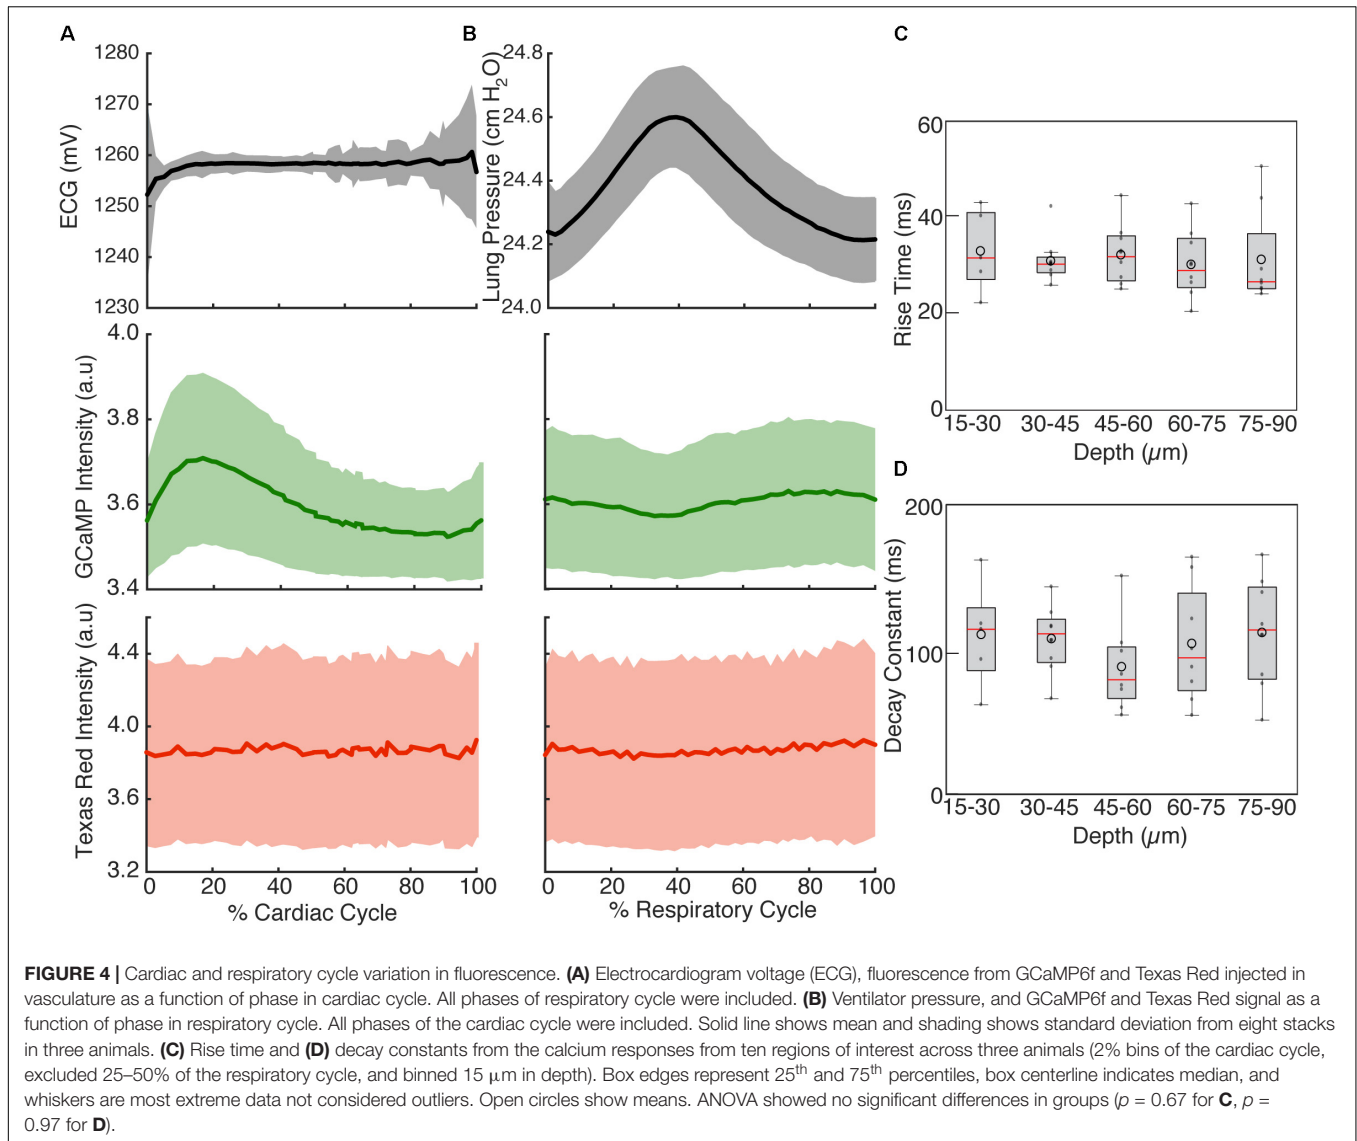 A
1280
1270
1260
1250
1240
1230
ECG (mV)
4.0
3.8
3.6
3.4
GCaMP Intensity (a.u)
4.4
4.0
3.6
3.2
Texas Red Intensity (a.u)
0 20 40 60 80 100
% Cardiac Cycle
B
24.8
24.6
24.4
24.2
24.0
Lung Pressure (cm H₂O)
0 20 40 60 80 100
% Respiratory Cycle
C
60
40
20
0
Rise Time (ms)
15-30 30-45 45-60 60-75 75-90
Depth (µm)
D
200
100
0
Decay Constant (ms)
15-30 30-45 45-60 60-75 75-90
Depth (µm)
FIGURE 4 | Cardiac and respiratory cycle variation in fluorescence. (A) Electrocardiogram voltage (ECG), fluorescence from GCaMP6f and Texas Red injected in
vasculature as a function of phase in cardiac cycle. All phases of respiratory cycle were included. (B) Ventilator pressure, and GCaMP6f and Texas Red signal as a
function of phase in respiratory cycle. All phases of the cardiac cycle were included. Solid line shows mean and shading shows standard deviation from eight stacks
in three animals. (C) Rise time and (D) decay constants from the calcium responses from ten regions of interest across three animals (2% bins of the cardiac cycle,
excluded 25–50% of the respiratory cycle, and binned 15 µm in depth). Box edges represent 25th and 75th percentiles, box centerline indicates median, and
whiskers are most extreme data not considered outliers. Open circles show means. ANOVA showed no significant differences in groups (p = 0.67 for C, p =
0.97 for D).